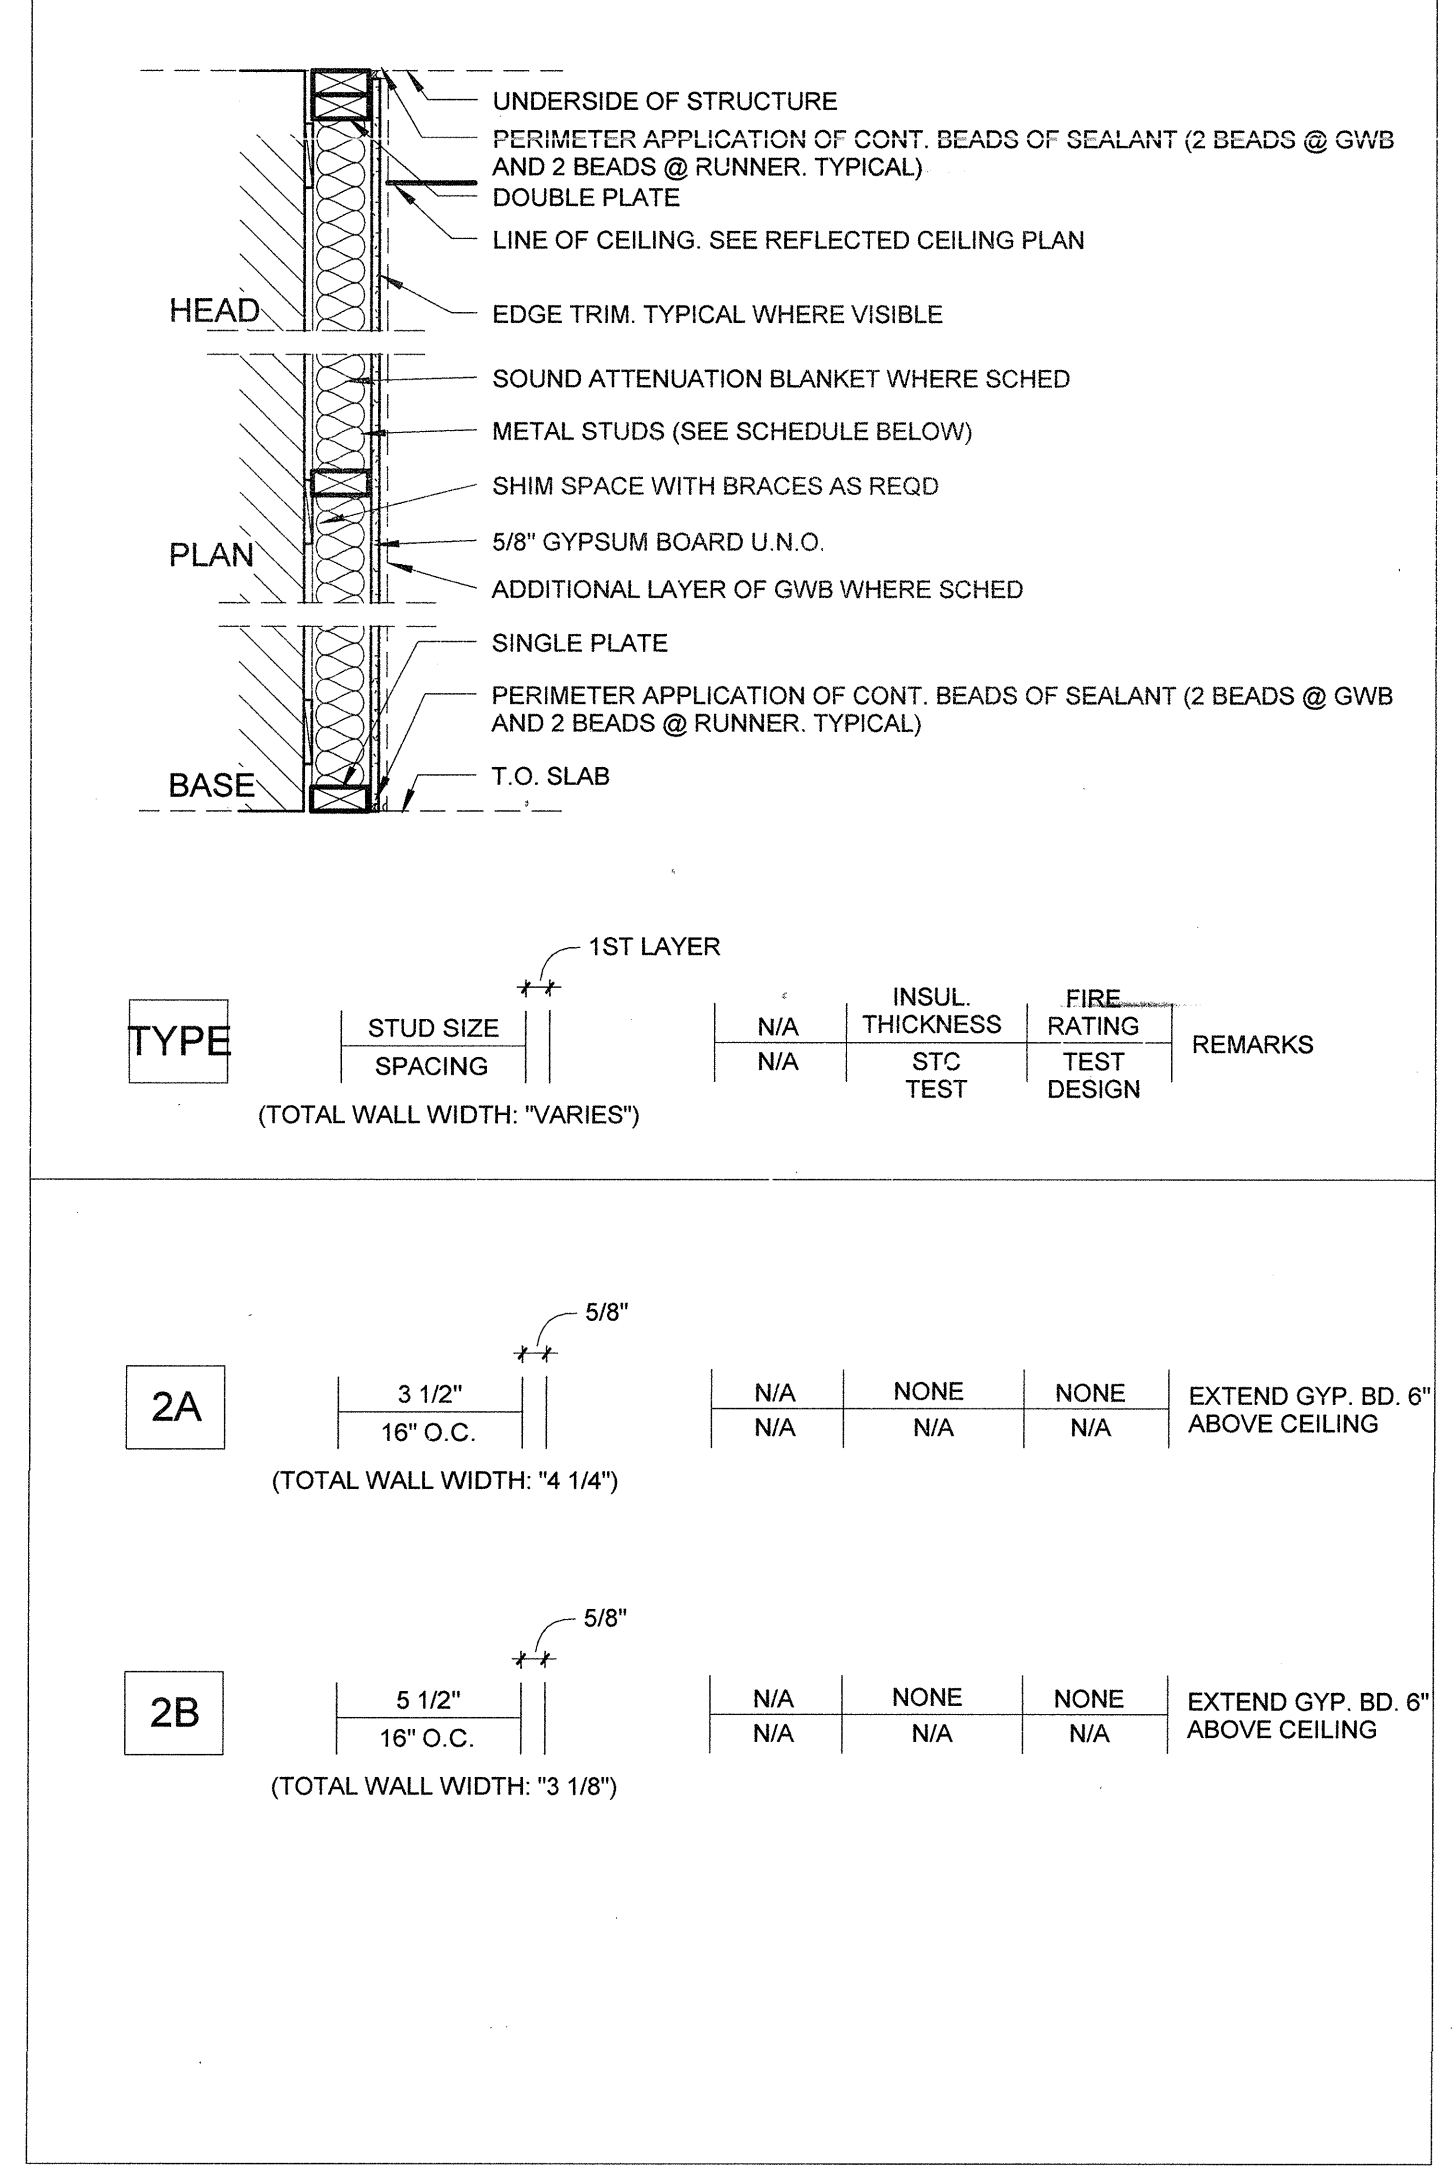 UNDERSIDE OF STRUCTURE
PERIMETER APPLICATION OF CONT. BEADS OF SEALANT (2 BEADS @ GWB
AND 2 BEADS @ RUNNER. TYPICAL)
DOUBLE PLATE
LINE OF CEILING. SEE REFLECTED CEILING PLAN
HEAD
EDGE TRIM. TYPICAL WHERE VISIBLE
SOUND ATTENUATION BLANKET WHERE SCHED
METAL STUDS (SEE SCHEDULE BELOW)
SHIM SPACE WITH BRACES AS REQD
PLAN
5/8" GYPSUM BOARD U.N.O.
ADDITIONAL LAYER OF GWB WHERE SCHED
SINGLE PLATE
PERIMETER APPLICATION OF CONT. BEADS OF SEALANT (2 BEADS @ GWB
AND 2 BEADS @ RUNNER. TYPICAL)
BASE
T.O. SLAB
1ST LAYER
TYPE
STUD SIZE
SPACING
(TOTAL WALL WIDTH: "VARIES")
N/A
N/A
INSUL.
THICKNESS
STC
TEST
FIRE
RATING
TEST
DESIGN
REMARKS
5/8"
2A
3 1/2"
16" O.C.
(TOTAL WALL WIDTH: "4 1/4")
N/A
N/A
NONE
N/A
NONE
N/A
EXTEND GYP. BD. 6"
ABOVE CEILING
5/8"
2B
5 1/2"
16" O.C.
(TOTAL WALL WIDTH: "3 1/8")
N/A
N/A
NONE
N/A
NONE
N/A
EXTEND GYP. BD. 6"
ABOVE CEILING